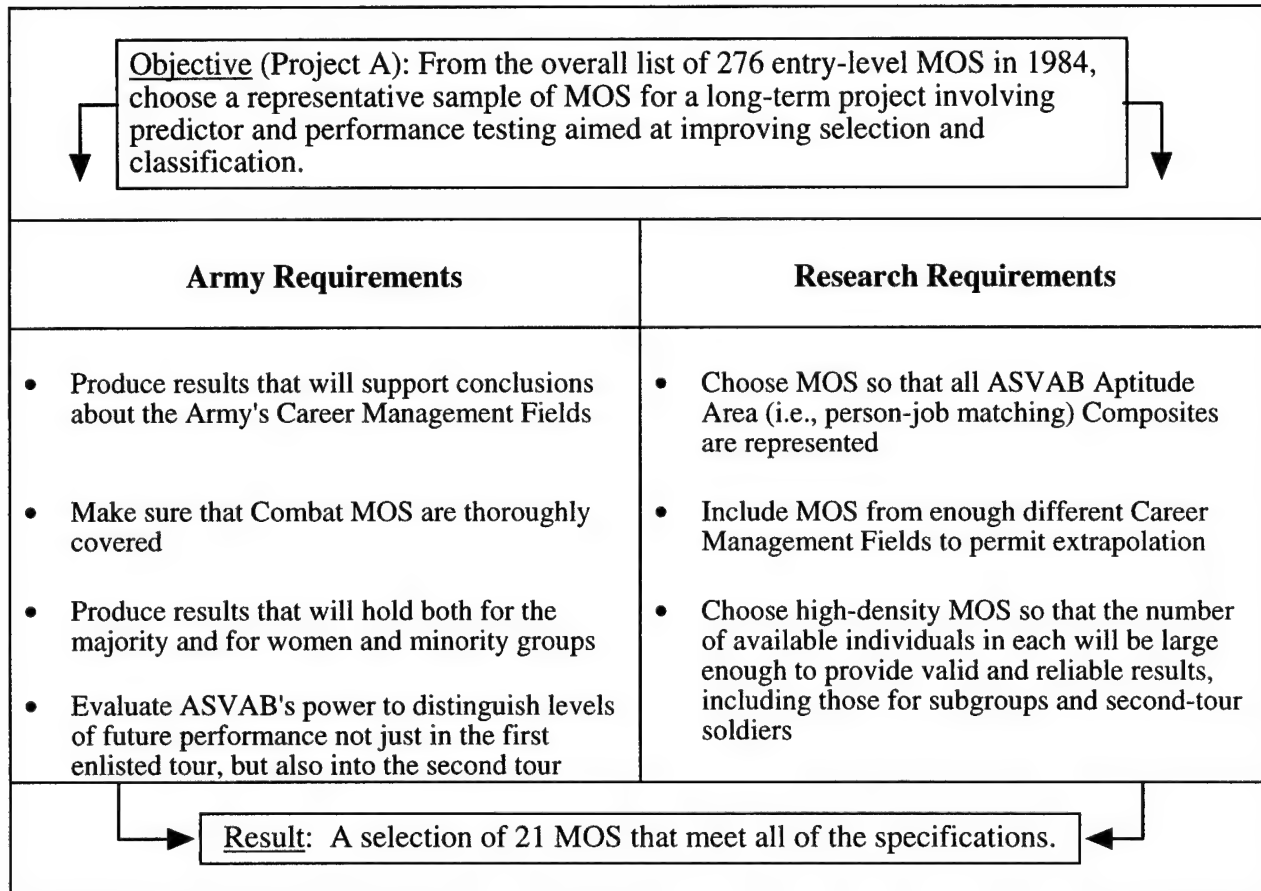 Objective (Project A): From the overall list of 276 entry-level MOS in 1984,
choose a representative sample of MOS for a long-term project involving
predictor and performance testing aimed at improving selection and
classification.
Army Requirements
• Produce results that will support conclusions
about the Army's Career Management Fields
• Make sure that Combat MOS are thoroughly
covered
• Produce results that will hold both for the
majority and for women and minority groups
• Evaluate ASVAB's power to distinguish levels
of future performance not just in the first
enlisted tour, but also into the second tour
Research Requirements
• Choose MOS so that all ASVAB Aptitude
Area (i.e., person-job matching) Composites
are represented
• Include MOS from enough different Career
Management Fields to permit extrapolation
• Choose high-density MOS so that the number
of available individuals in each will be large
enough to provide valid and reliable results,
including those for subgroups and second-tour
soldiers
Result: A selection of 21 MOS that meet all of the specifications.